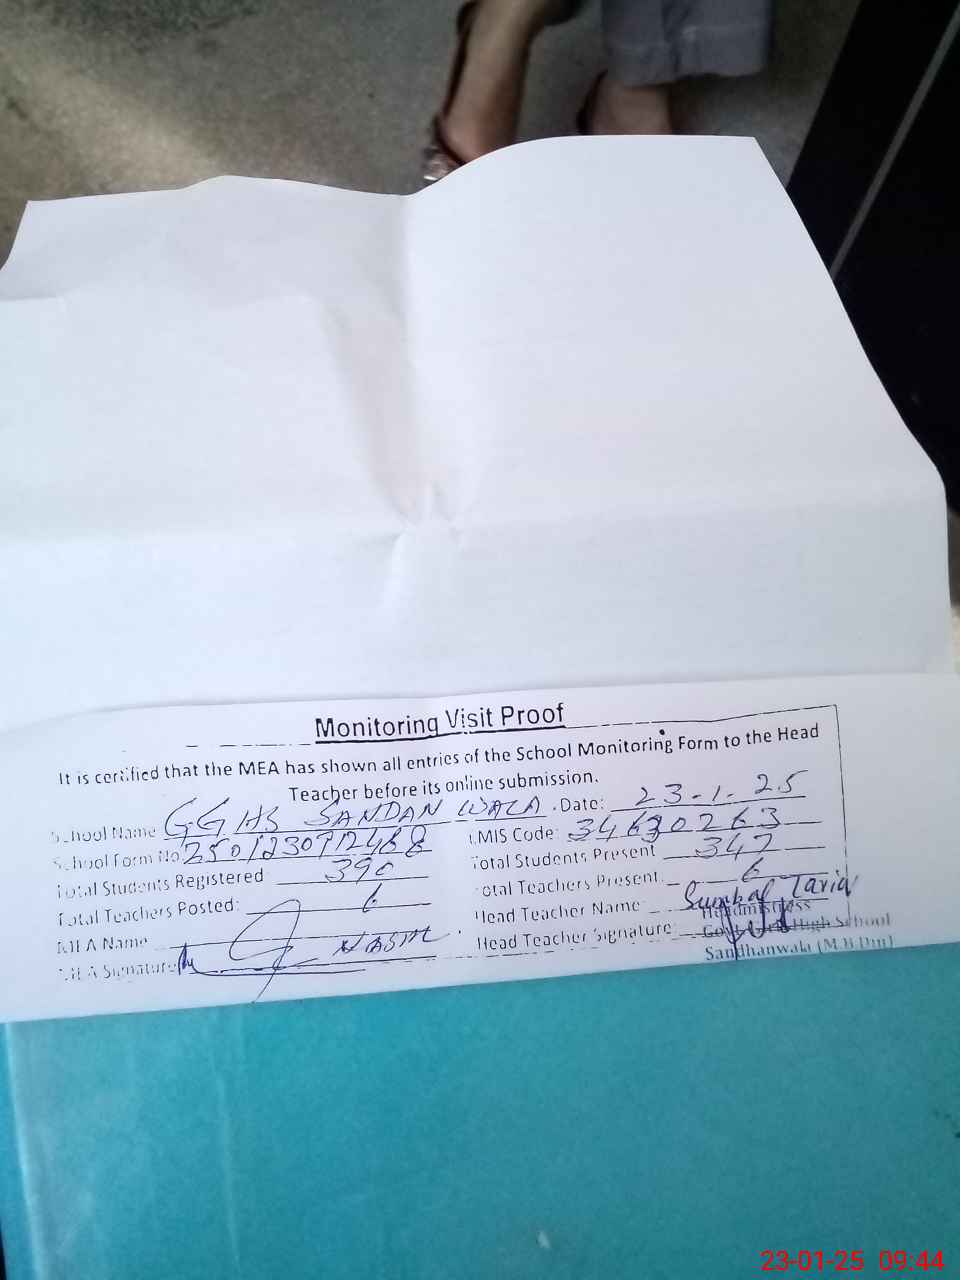 Monitoring Visit Proof
It is certified that the MEA has shown all entries of the School Monitoring Form to the Head
Teacher before its online submission.
School Name GGHS SANDAN WALA . Date: 23-1-25
School Form No 2501230912468 EMIS Code: 34630263
Total Students Registered 390 Total Students Present 347
Total Teachers Posted: 6 Total Teachers Present. 6
MEA Name Head Teacher Name: Sumbal Tariq
MEA Signature Head Teacher Signature:
Headmistress
Govt. Girls High School
Sandhanwala (M.B.Din)
23-01-25 09:44